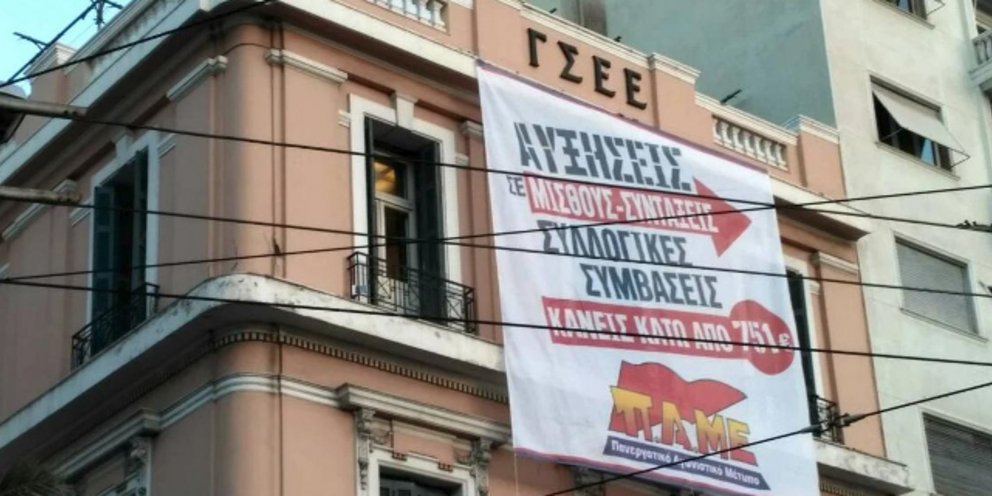 ΓΣΕΕ
ΑΥΞΗΣΕΙΣ
ΣΕ ΜΙΣΘΟΥΣ-ΣΥΝΤΑΞΕΙΣ
ΣΥΛΛΟΓΙΚΕΣ
ΣΥΜΒΑΣΕΙΣ
ΚΑΝΕΙΣ ΚΑΤΩ ΑΠΟ 751€
Π.Α.ΜΕ
Πανεργατικό Αγωνιστικό Μέτωπο